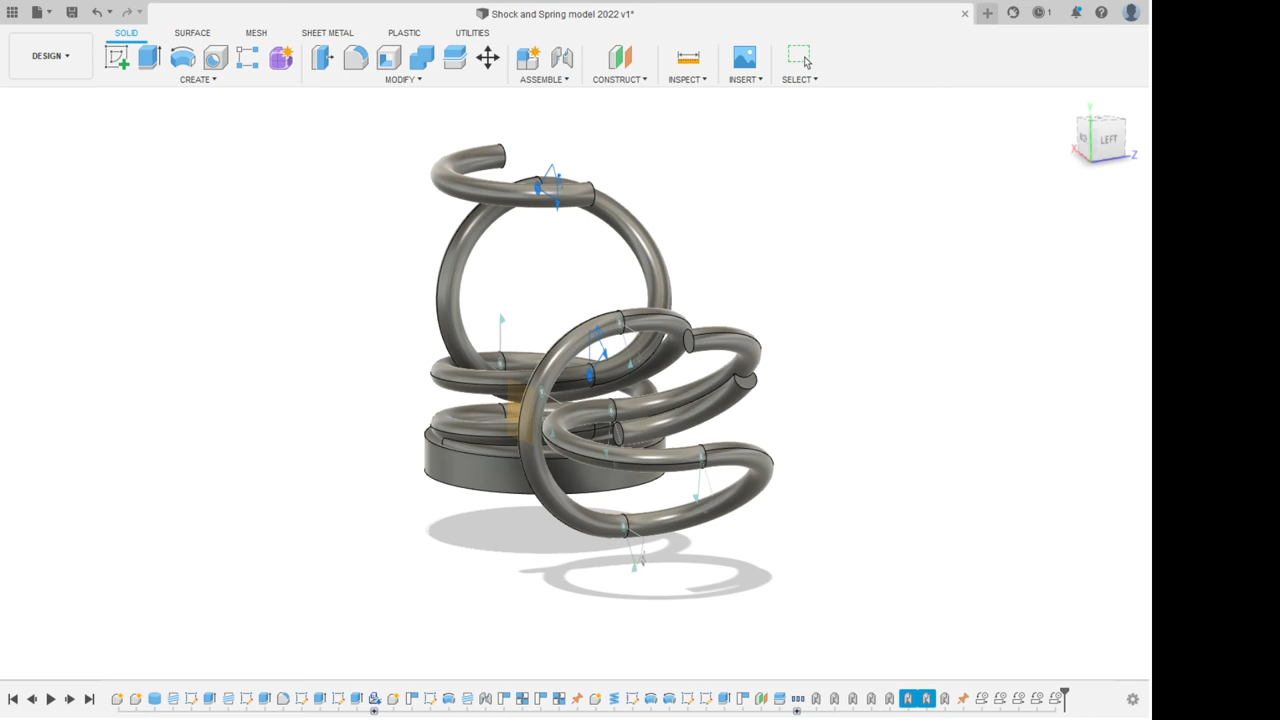 Shock and Spring model 2022 v1*
1
SOLID SURFACE MESH SHEET METAL PLASTIC UTILITIES
DESIGN
CREATE MODIFY ASSEMBLE CONSTRUCT INSPECT INSERT SELECT
Y
LEFT
X
Z